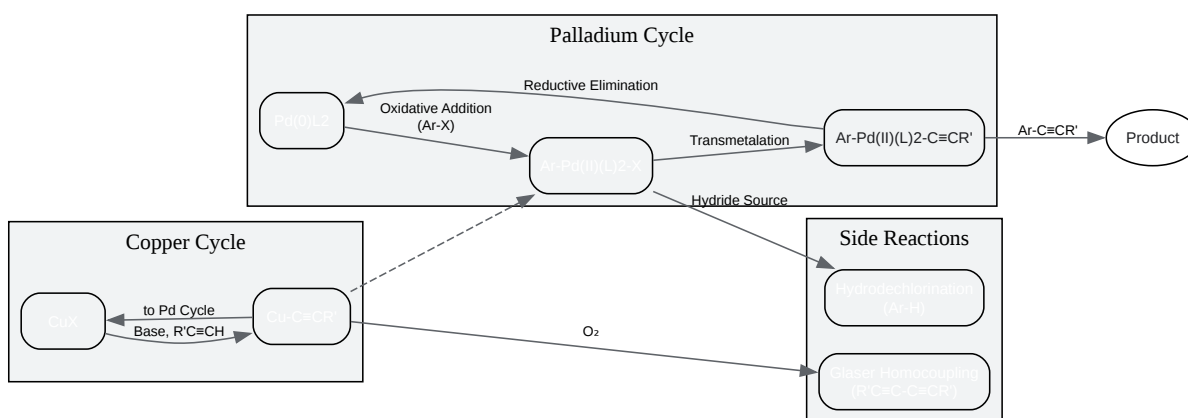 Palladium Cycle
Reductive Elimination
Pd(0)L2
Oxidative Addition
(Ar-X)
Ar-Pd(II)(L)2-X
Transmetalation
Ar-Pd(II)(L)2-C≡CR'
Ar-C≡CR'
Product
Hydride Source
Copper Cycle
CuX
to Pd Cycle
Base, R'C≡CH
Cu-C≡CR'
O₂
Side Reactions
Hydrodechlorination
(Ar-H)
Glaser Homocoupling
(R'C≡C-C≡CR')